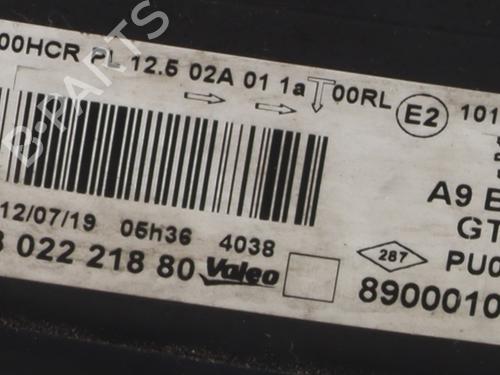 00HCR PL 12.5 02A 01 1a 00RL E2 101
12/07/19 05h36 4038
022 218 80 Valeo
A9 E
GT
287 PU0
8900010
B-PARTS